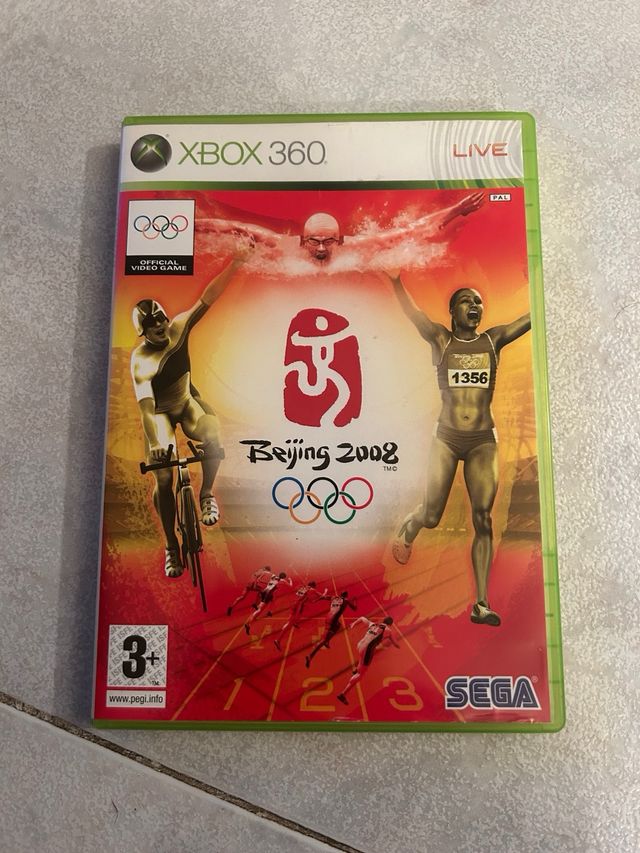 XBOX 360
LIVE
PAL
OFFICIAL
VIDEO GAME
1356
Beijing 2008
TM©
1 2 3
3+
www.pegi.info
SEGA®